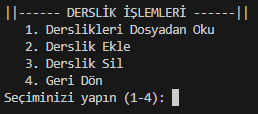 ||------ DERSLİK İŞLEMLERİ ------||
1. Derslikleri Dosyadan Oku
2. Derslik Ekle
3. Derslik Sil
4. Geri Dön
Seçiminizi yapın (1-4):